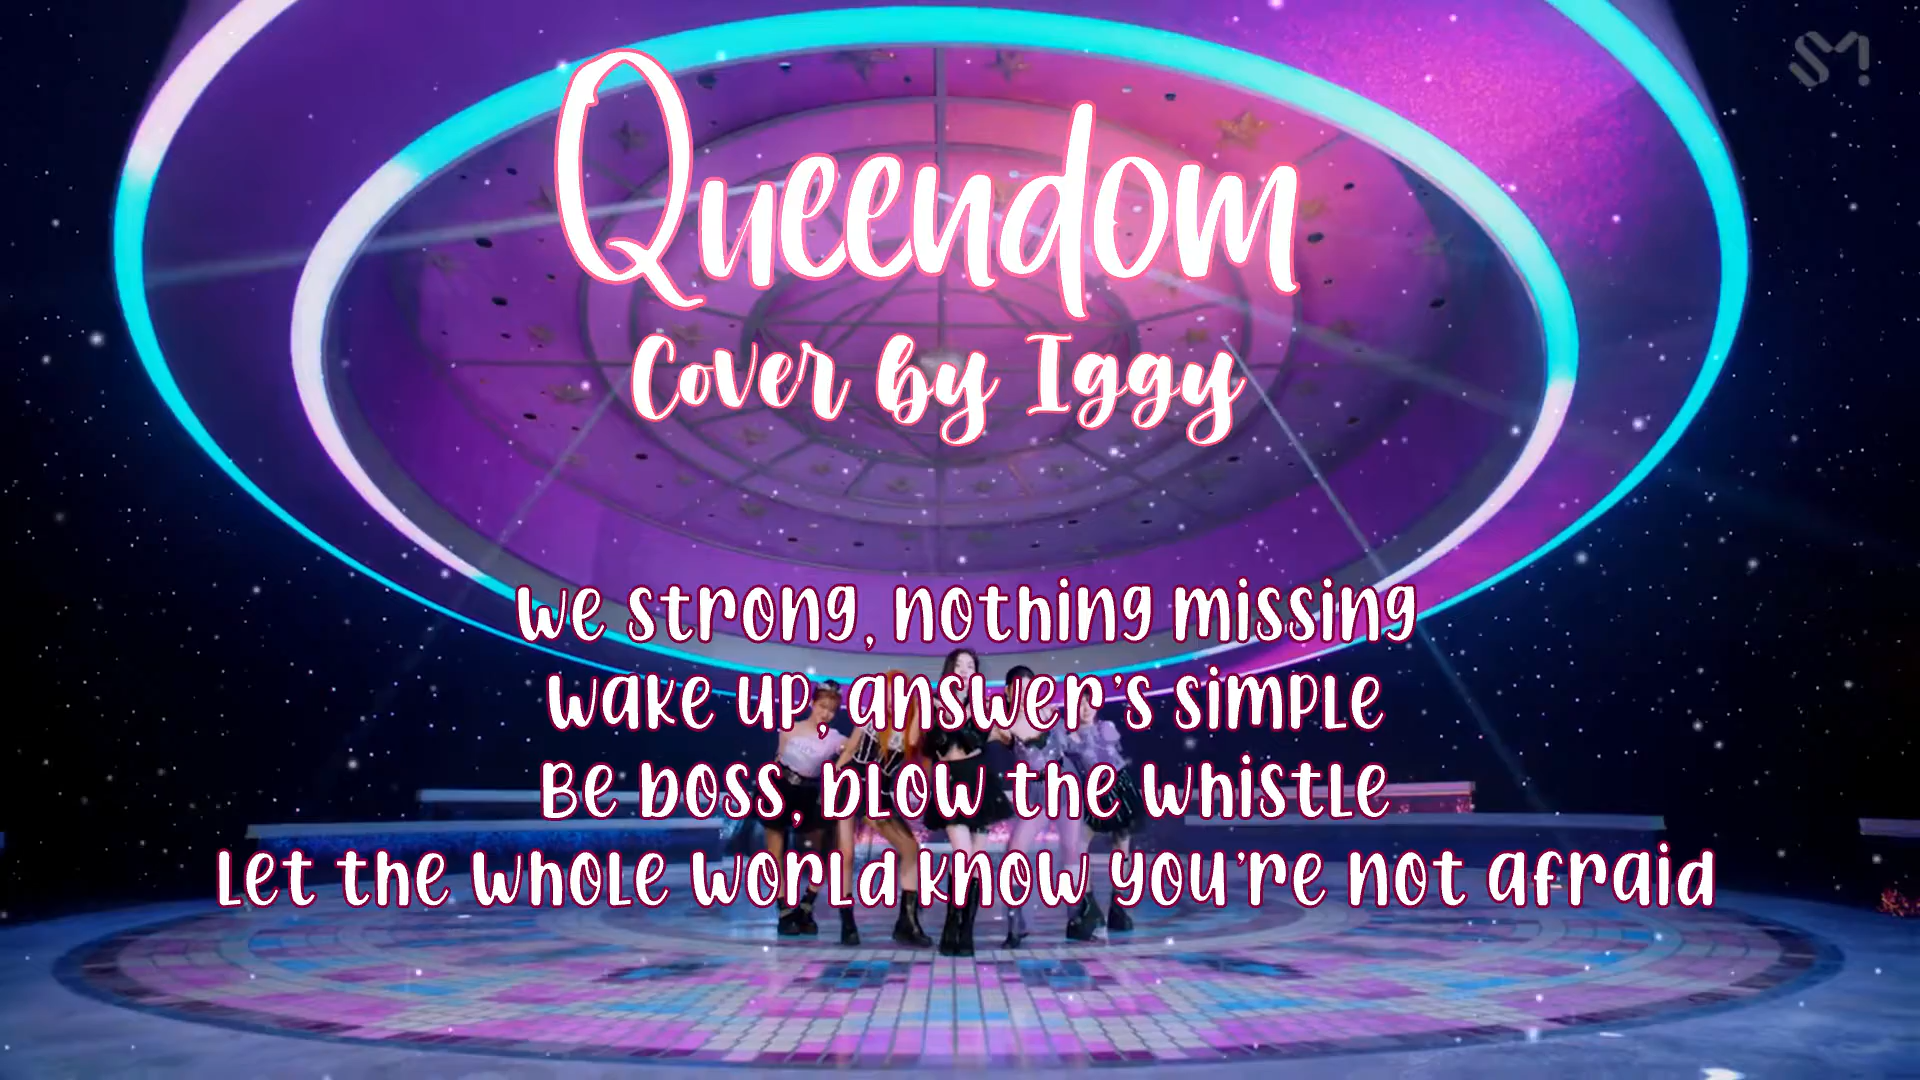 SM!
Queendom
Cover by Iggy
We strong, nothing missing
Wake up, answer's simple
Be boss, blow the whistle
Let the whole world know you're not afraid